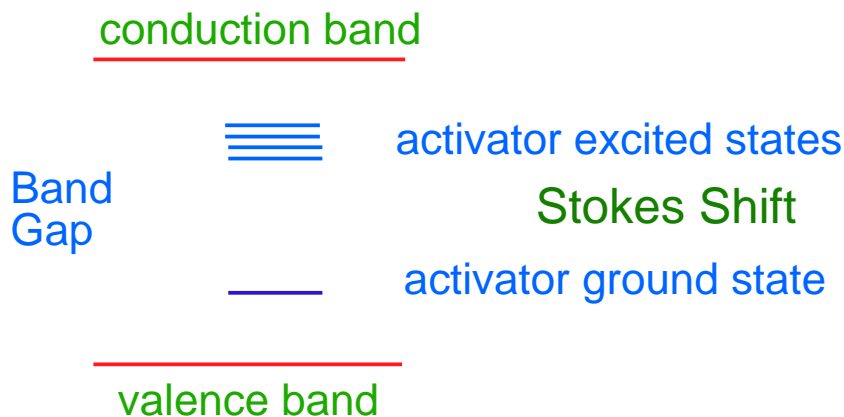 conduction band
activator excited states
Band
Gap
Stokes Shift
activator ground state
valence band